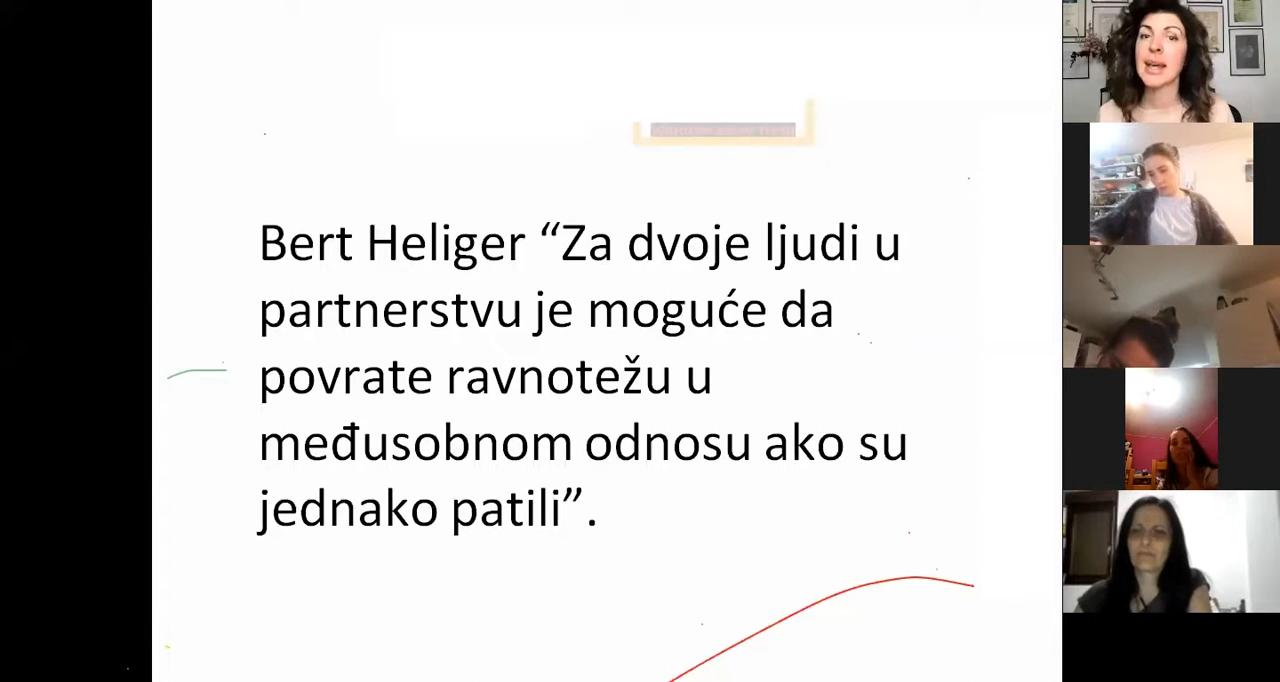 Bert Heliger “Za dvoje ljudi u
partnerstvu je moguće da
povrate ravnotežu u
međusobnom odnosu ako su
jednako patili”.